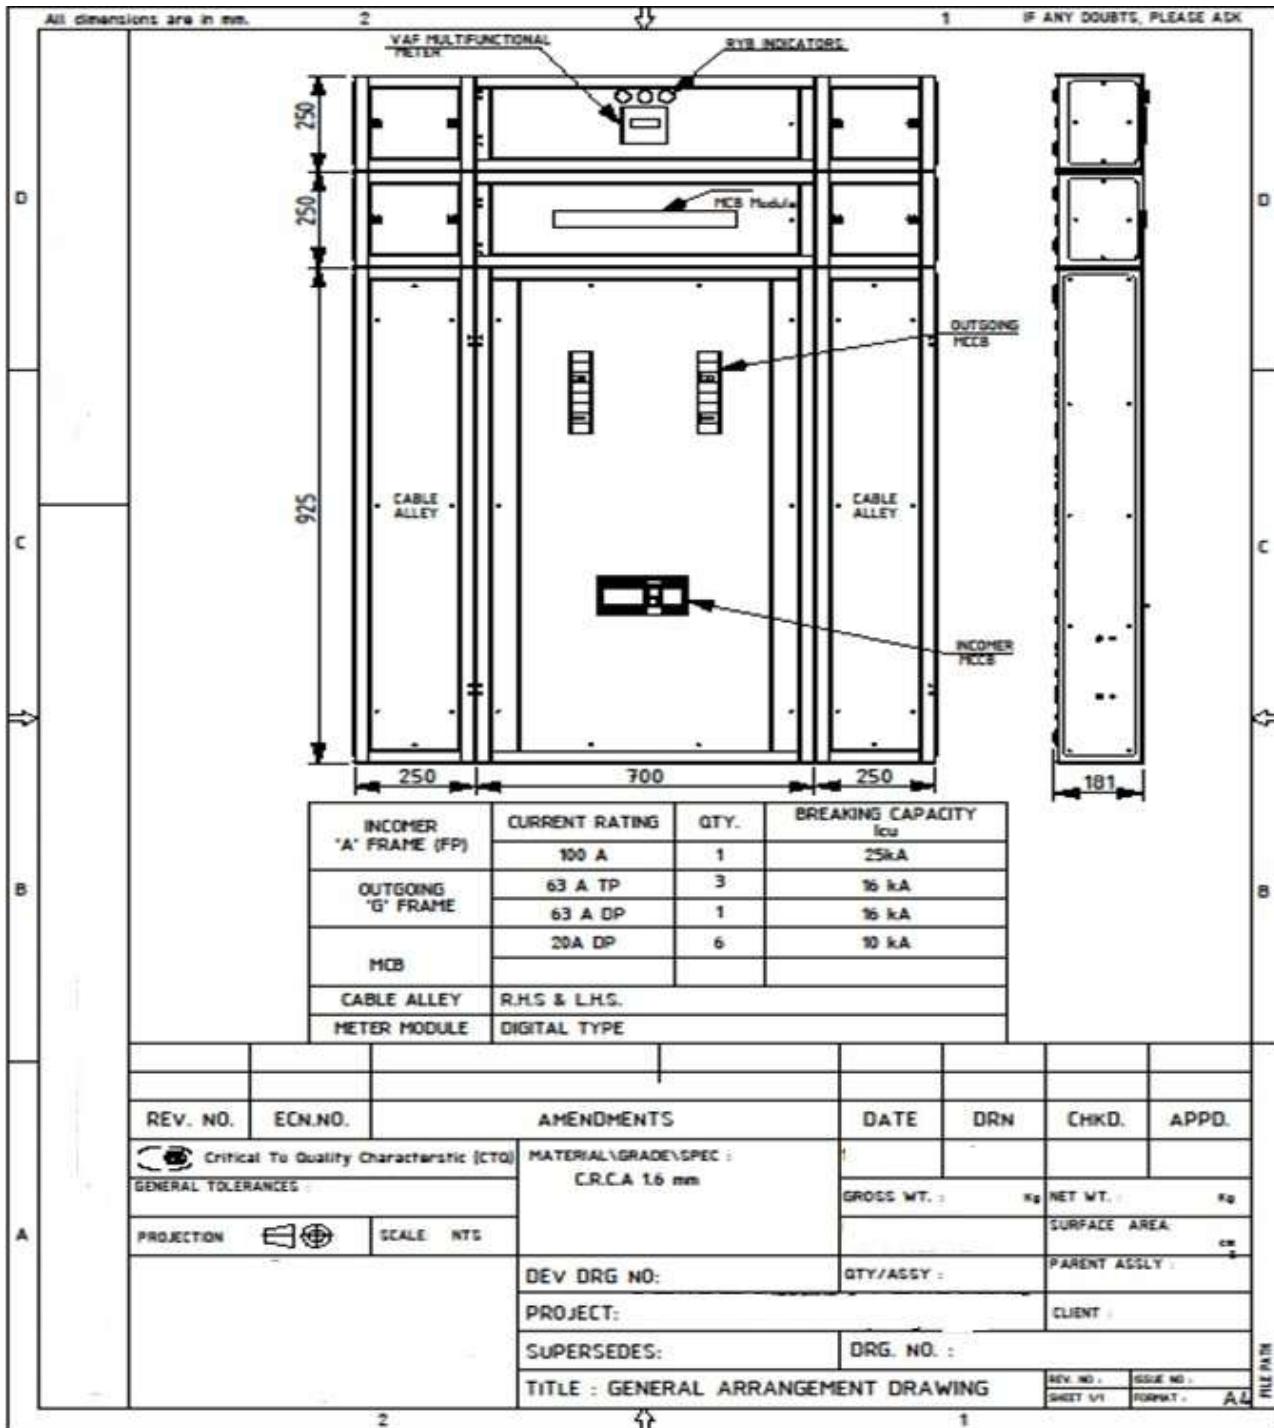 All dimensions are in mm.
2
1
IF ANY DOUBTS, PLEASE ASK
VAF MULTIFUNCTIONAL
METER
RYB INDICATORS
250
D
D
250
MCB Module
OUTGOING
MCCB
925
CABLE
ALLEY
CABLE
ALLEY
C
C
INCOMER
MCCB
250
700
250
181
INCOMER
"A" FRAME (FP)
CURRENT RATING
QTY.
BREAKING CAPACITY
Icu
100 A
1
25kA
B
B
OUTGOING
"G" FRAME
63 A TP
3
16 kA
63 A DP
1
16 kA
MCB
20A DP
6
10 kA
CABLE ALLEY
R.H.S & L.H.S.
METER MODULE
DIGITAL TYPE
REV. NO.
ECN.NO.
AMENDMENTS
DATE
DRN
CHKD.
APPD.
Critical To Quality Characterstic (CTQ)
MATERIAL\GRADE\SPEC :
C.R.C.A 1.6 mm
GENERAL TOLERANCES :
GROSS WT. :
Kg
NET WT. :
Kg
A
PROJECTION
SCALE NTS
SURFACE AREA:
DEV DRG NO:
QTY/ASSY :
PARENT ASSLY :
PROJECT:
CLIENT :
SUPERSEDES:
DRG. NO. :
TITLE : GENERAL ARRANGEMENT DRAWING
REV. NO. :
ISSUE NO :
SHEET 1/1
FORMAT :
A4
FILE PATH
2
1